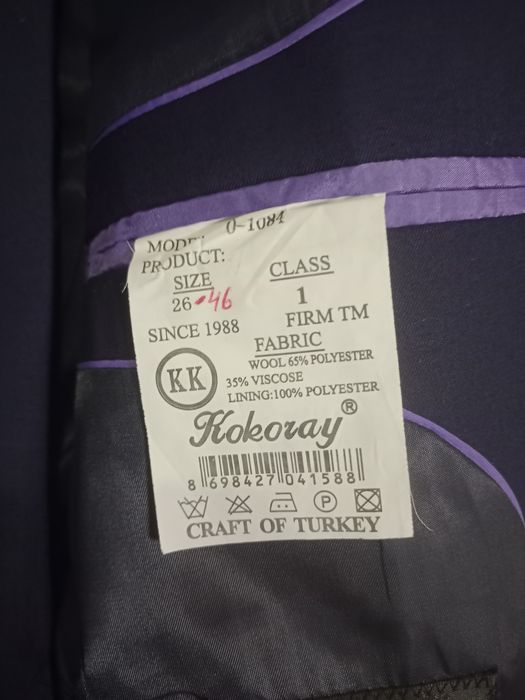 0-1084
PRODUCT:
SIZE CLASS
26-46 1
SINCE 1988 FIRM TM
FABRIC
KK
WOOL 65% POLYESTER
35% VISCOSE
LINING:100% POLYESTER
Kokoray®
8 698427 041588
P
CRAFT OF TURKEY